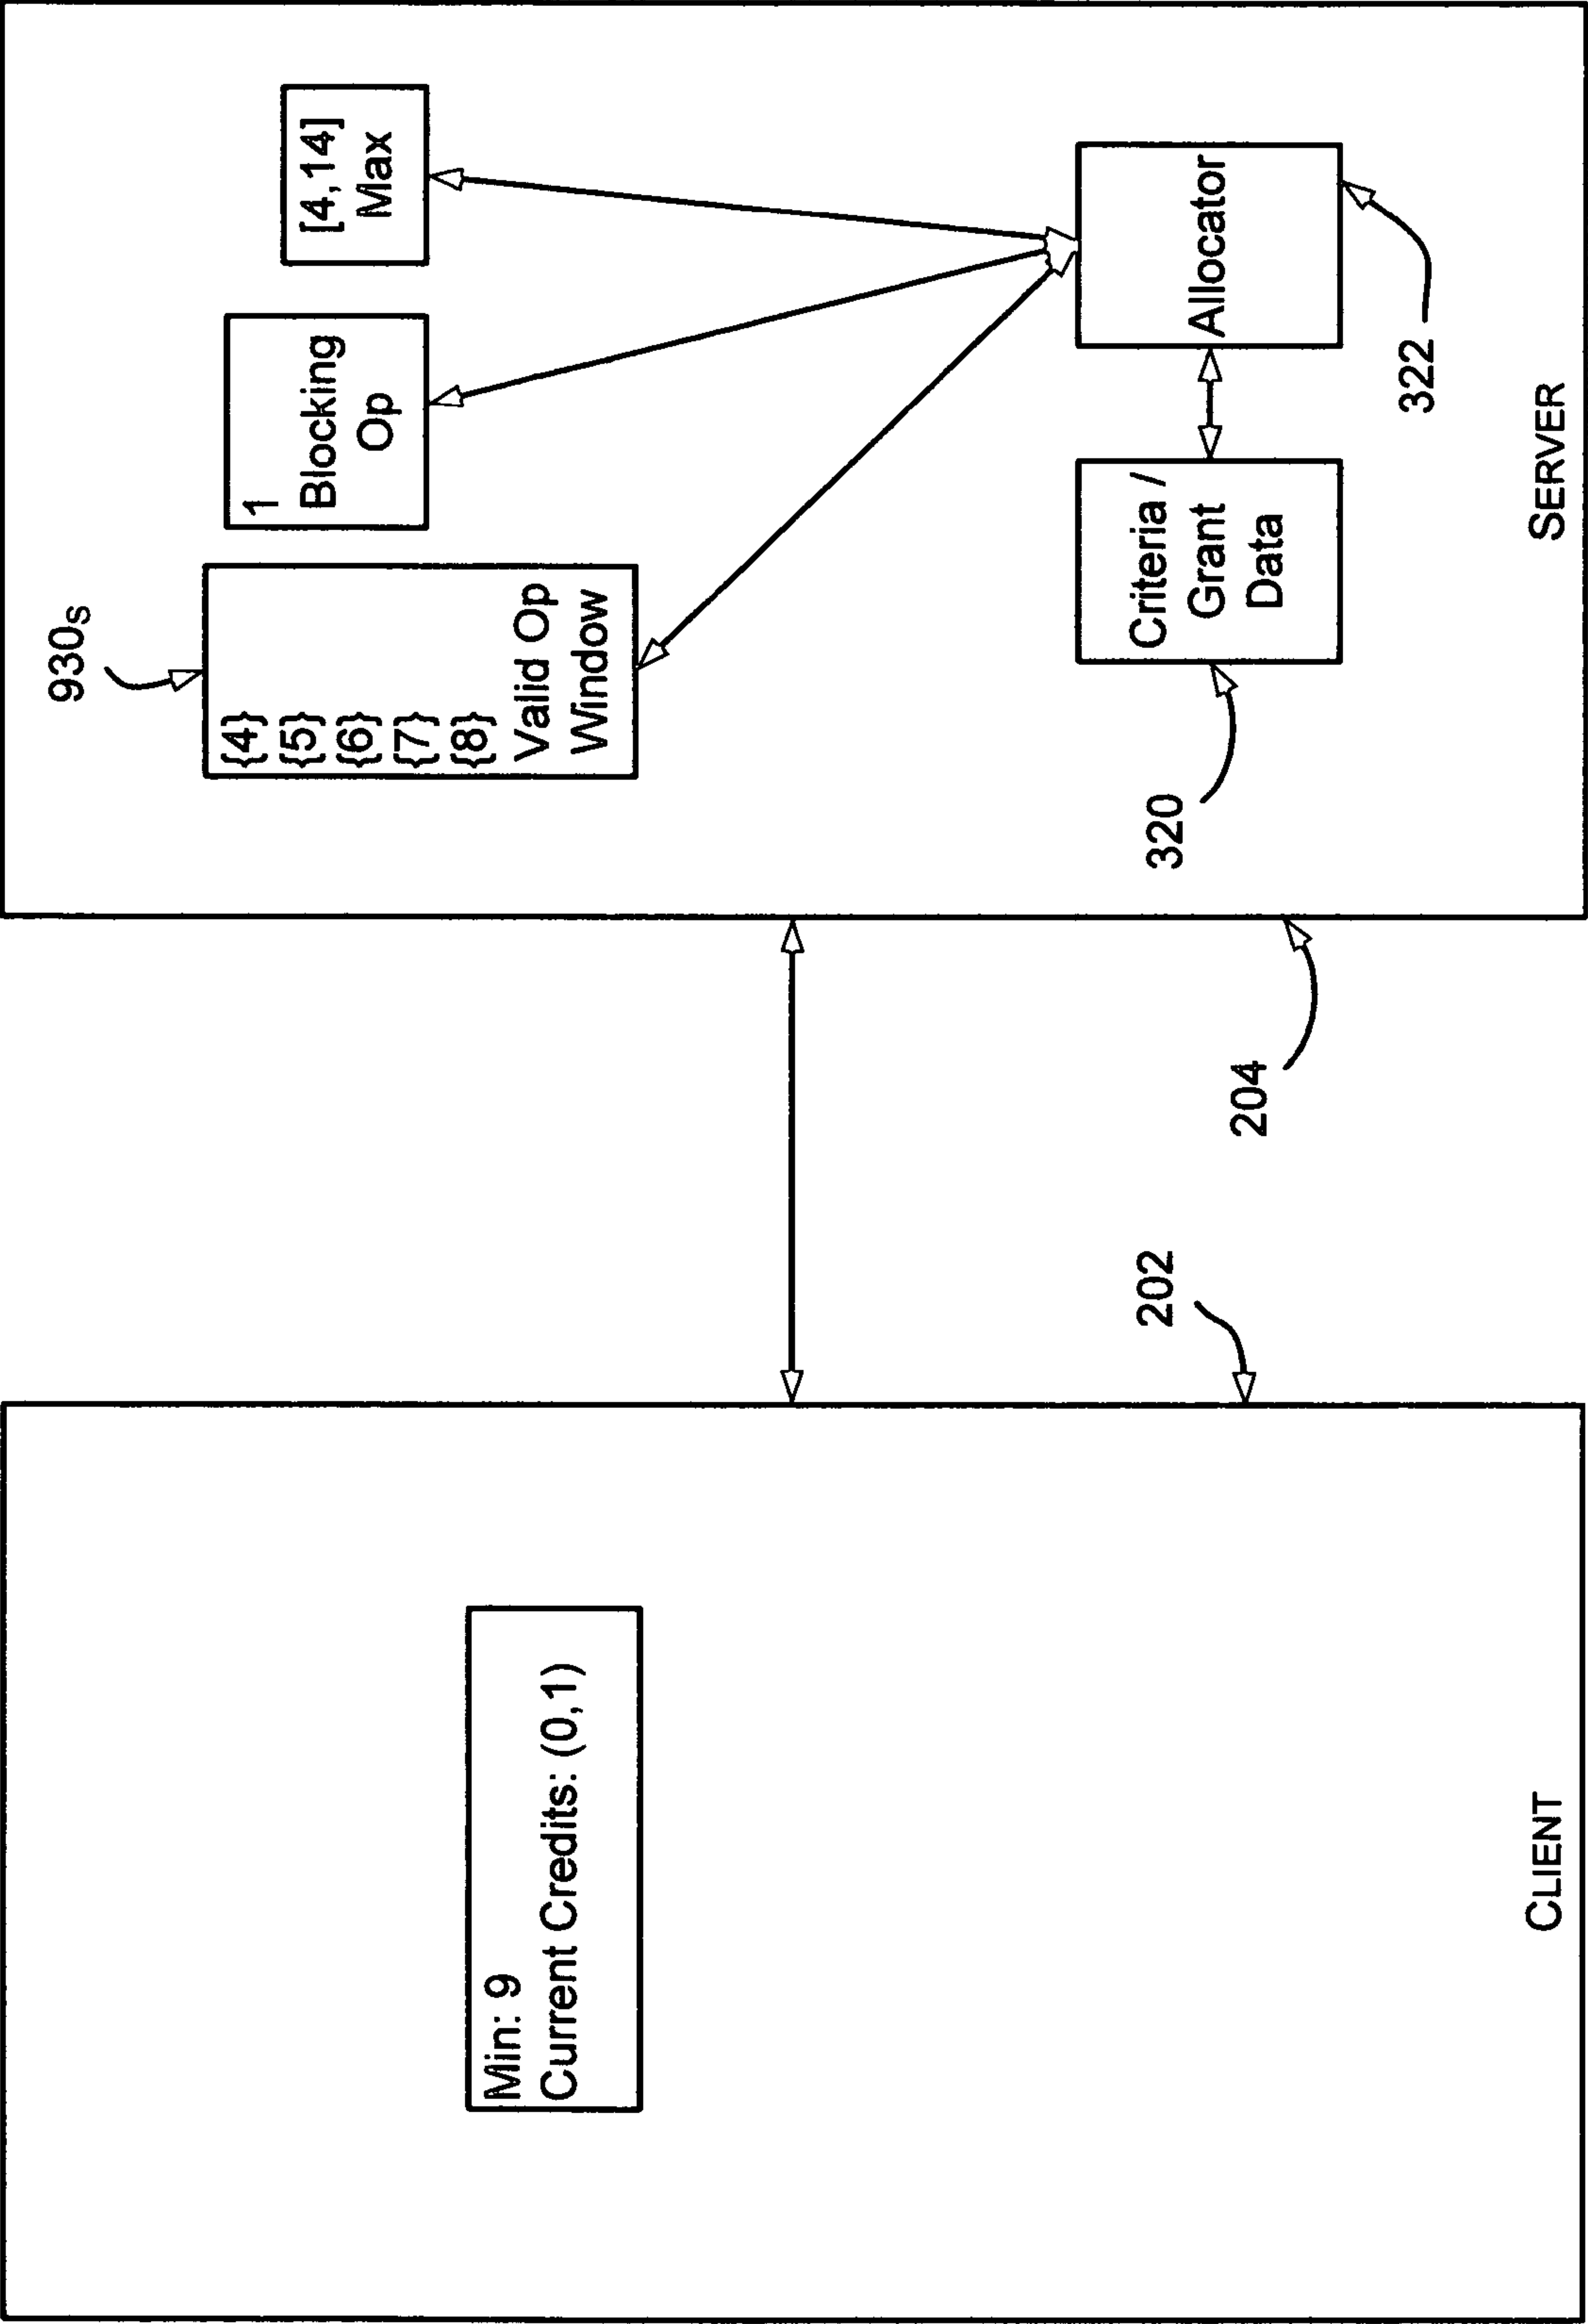 Min: 9
Current Credits: (0,1)
CLIENT
202
204
930S
{4}
{5}
{6}
{7}
{8}
Valid Op
Window
1
Blocking
Op
[4,14]
Max
320
Criteria /
Grant
Data
Allocator
322
SERVER